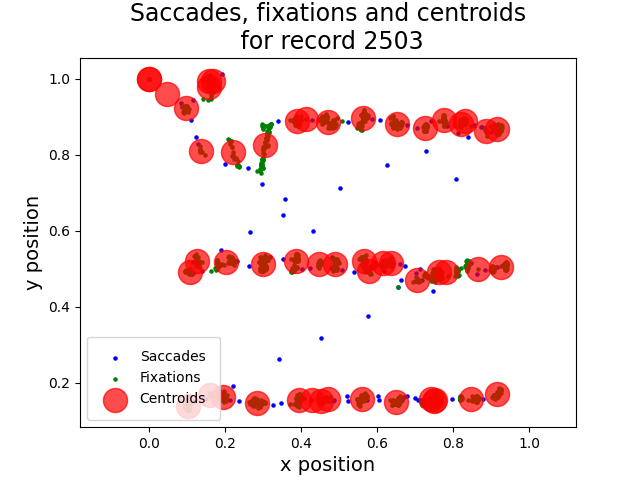 Saccades, fixations and centroids
for record 2503
1.0
0.8
0.6
0.4
0.2
y position
Saccades
Fixations
Centroids
0.0 0.2 0.4 0.6 0.8 1.0
x position